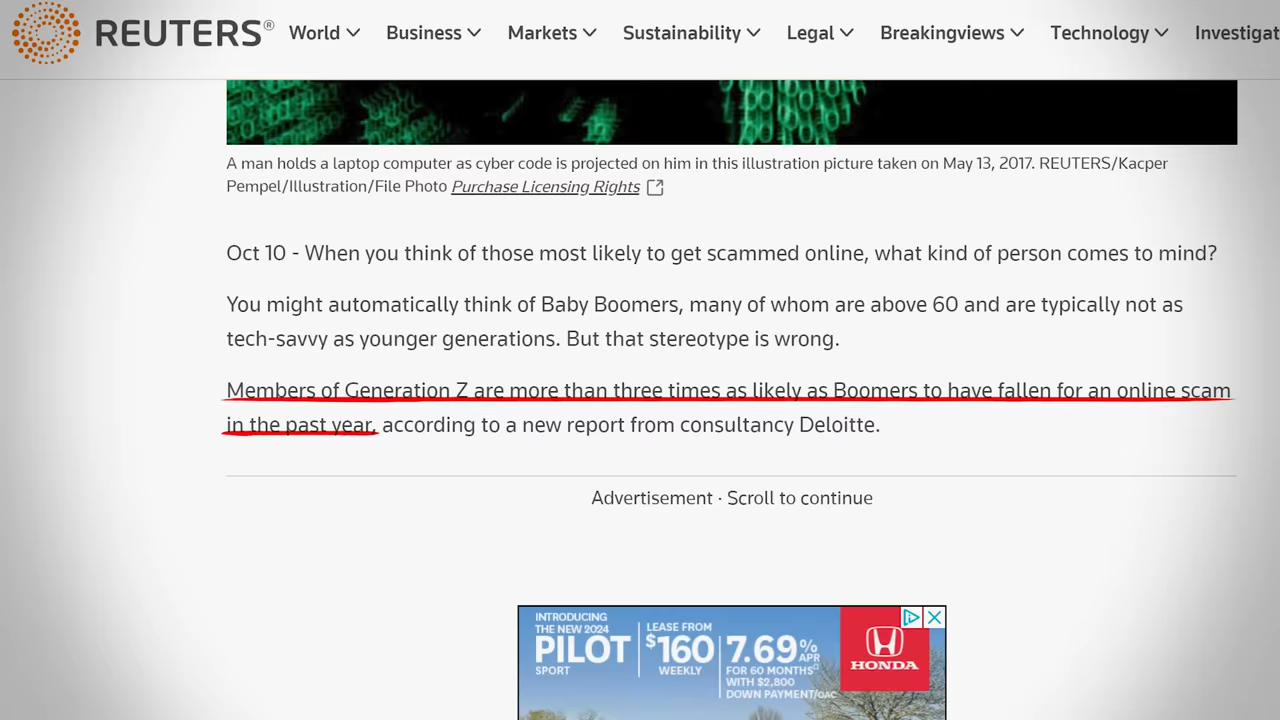 REUTERS® World Business Markets Sustainability Legal Breakingviews Technology Investigat
A man holds a laptop computer as cyber code is projected on him in this illustration picture taken on May 13, 2017. REUTERS/Kacper
Pempel/Illustration/File Photo Purchase Licensing Rights
Oct 10 - When you think of those most likely to get scammed online, what kind of person comes to mind?
You might automatically think of Baby Boomers, many of whom are above 60 and are typically not as
tech-savvy as younger generations. But that stereotype is wrong.
Members of Generation Z are more than three times as likely as Boomers to have fallen for an online scam
in the past year, according to a new report from consultancy Deloitte.
Advertisement · Scroll to continue
INTRODUCING
THE NEW 2024
PILOT
SPORT
LEASE FROM
$160
WEEKLY
7.69% APR
FOR 60 MONTHS
WITH $2,800
DOWN PAYMENT/OAC
HONDA